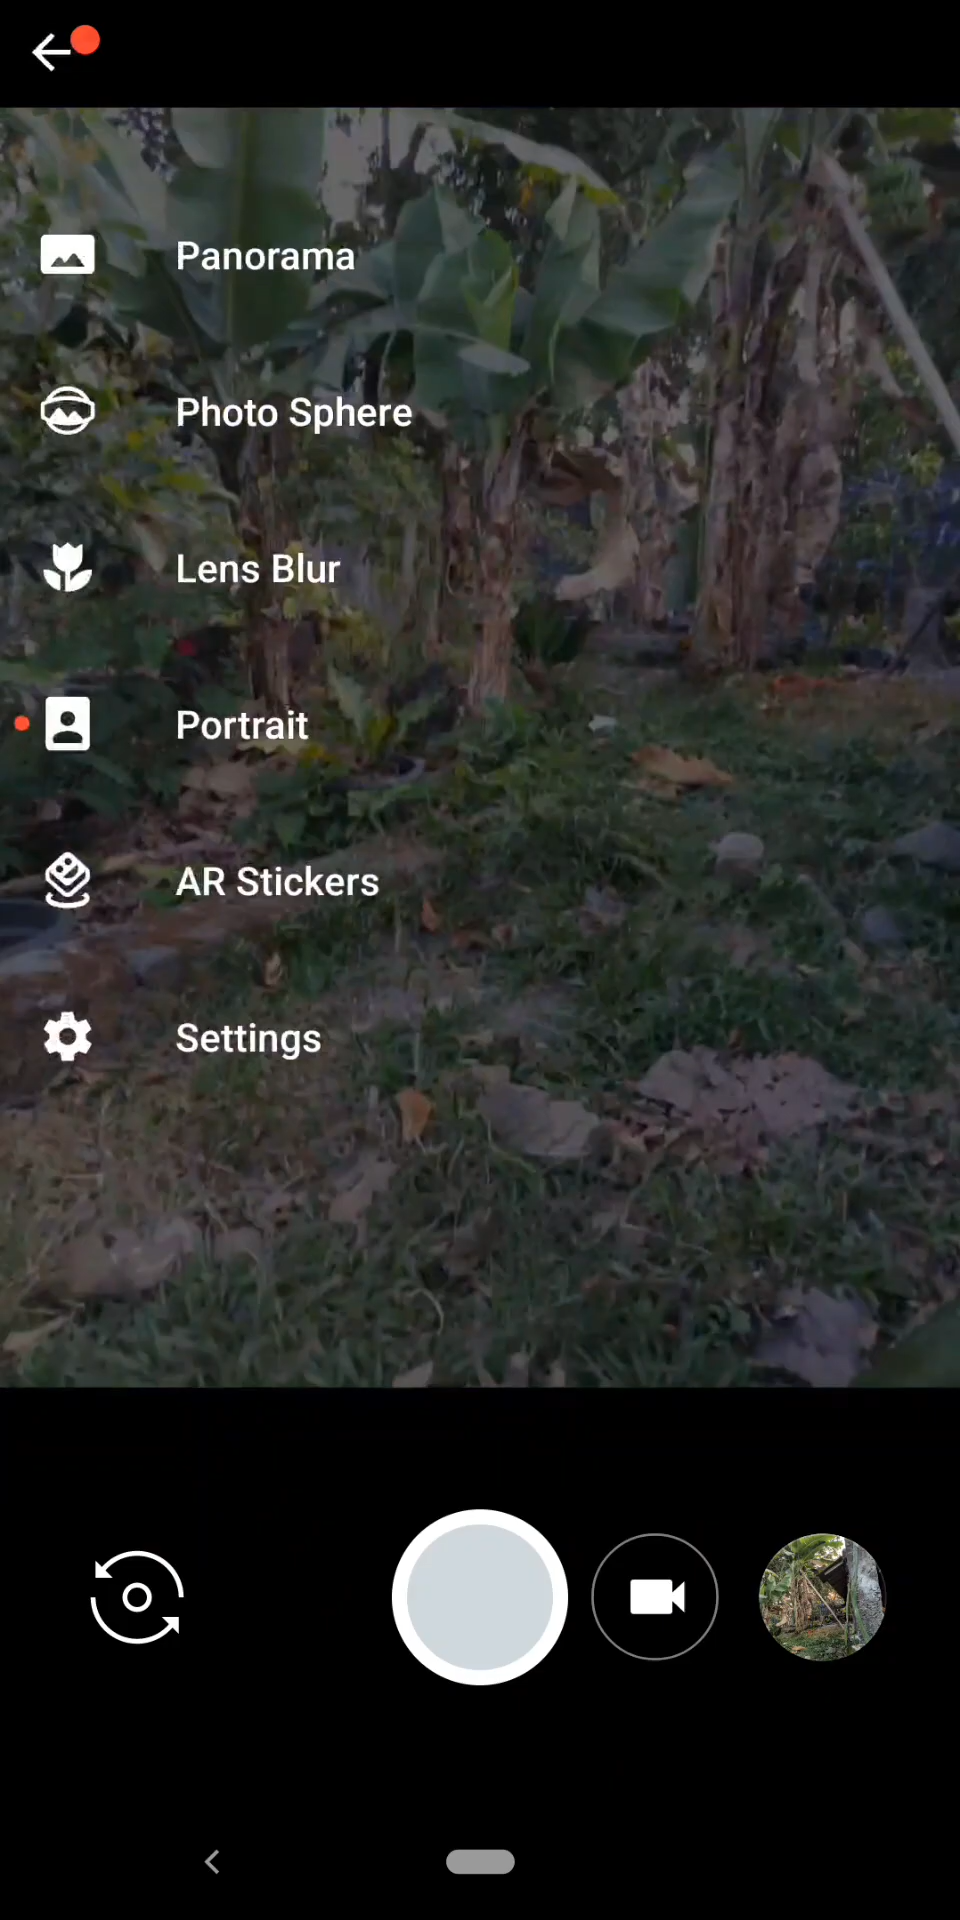 Panorama
Photo Sphere
Lens Blur
Portrait
AR Stickers
Settings